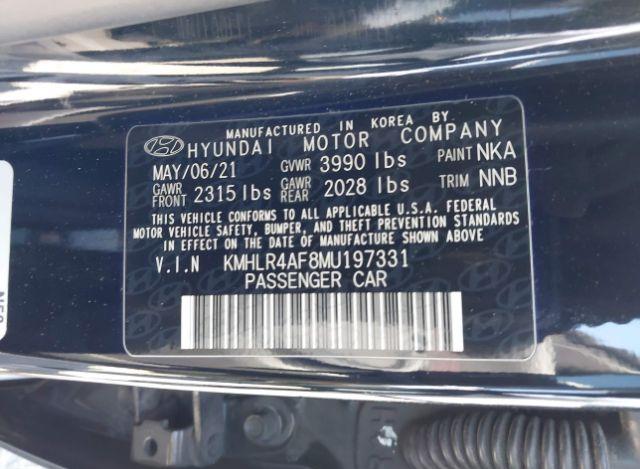 MANUFACTURED IN KOREA BY
HYUNDAI MOTOR COMPANY
MAY/06/21 GVWR 3990 lbs PAINT NKA
GAWR FRONT 2315 lbs GAWR REAR 2028 lbs TRIM NNB
THIS VEHICLE CONFORMS TO ALL APPLICABLE U.S.A. FEDERAL
MOTOR VEHICLE SAFETY, BUMPER, AND THEFT PREVENTION STANDARDS
IN EFFECT ON THE DATE OF MANUFACTURE SHOWN ABOVE
V.I.N KMHLR4AF8MU197331
PASSENGER CAR